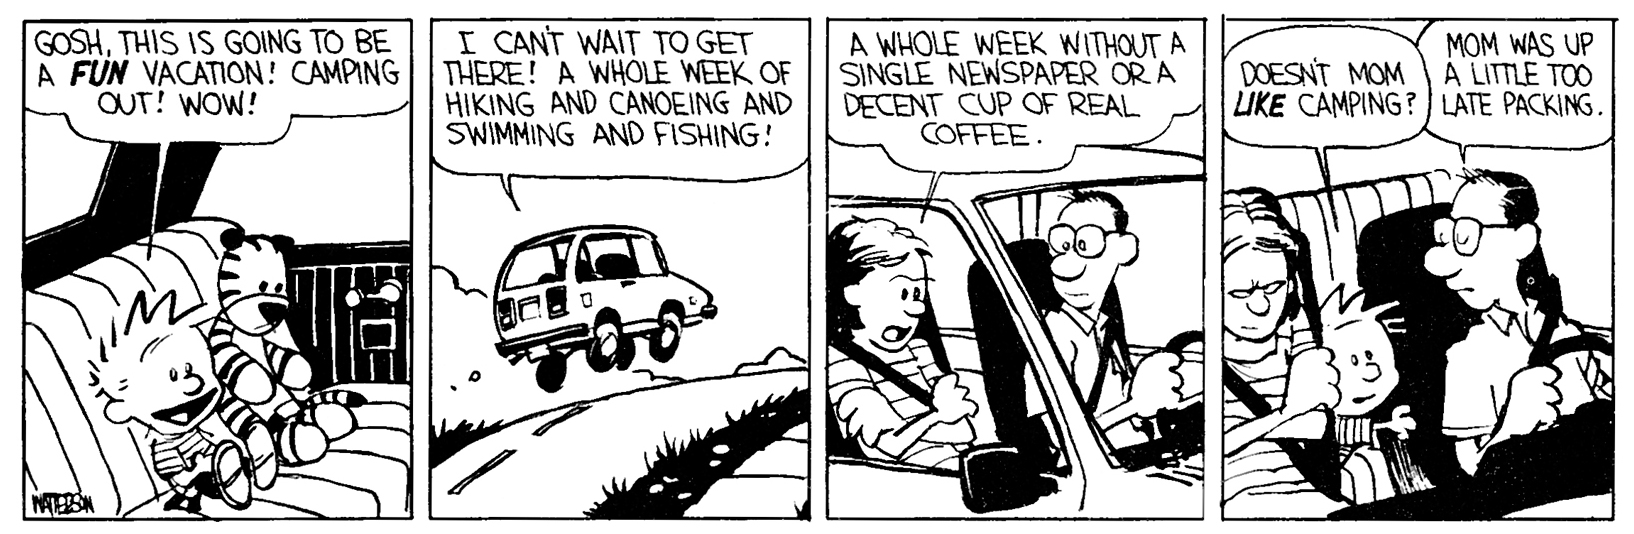 GOSH, THIS IS GOING TO BE
A FUN VACATION! CAMPING
OUT! WOW!
WATTERSON
I CAN'T WAIT TO GET
THERE! A WHOLE WEEK OF
HIKING AND CANOEING AND
SWIMMING AND FISHING!
A WHOLE WEEK WITHOUT A
SINGLE NEWSPAPER OR A
DECENT CUP OF REAL
COFFEE.
DOESN'T MOM
LIKE CAMPING?
MOM WAS UP
A LITTLE TOO
LATE PACKING.